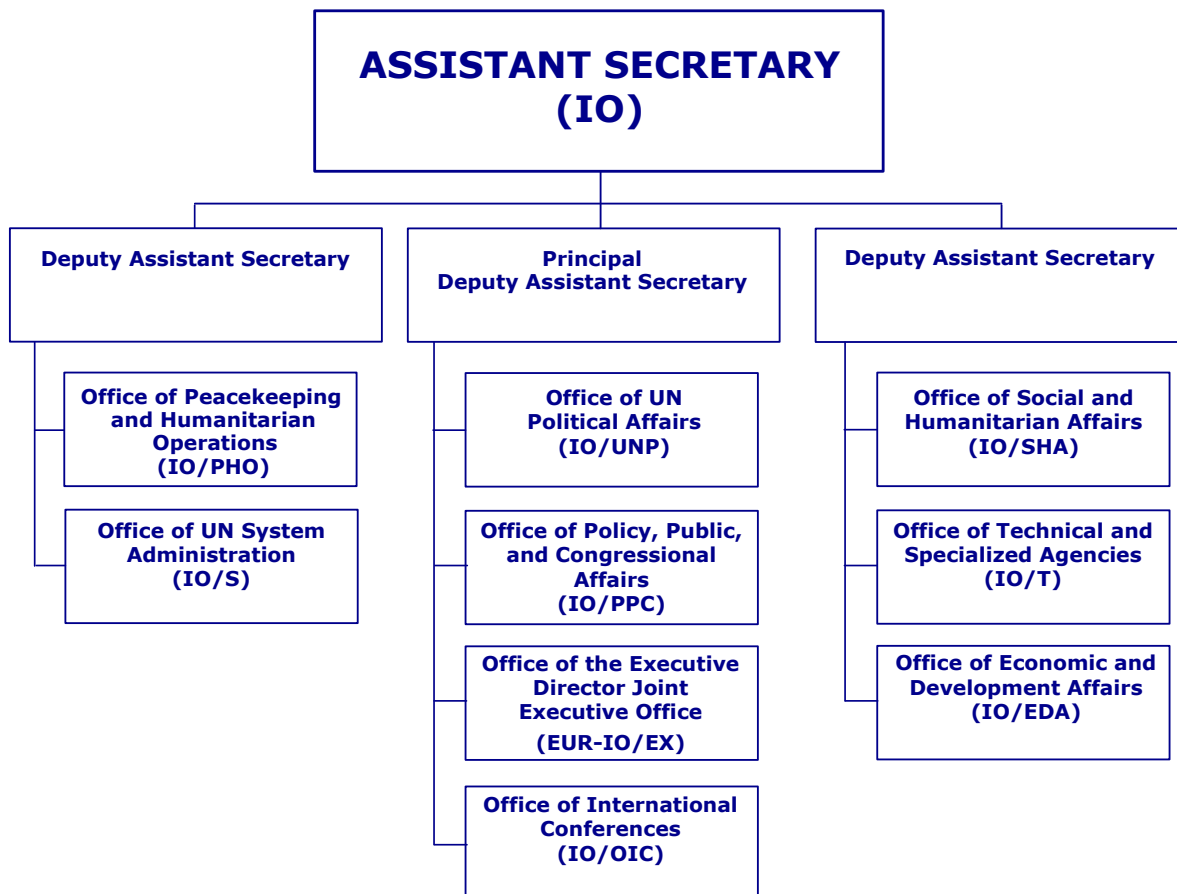 ASSISTANT SECRETARY
(IO)
Deputy Assistant Secretary
Principal
Deputy Assistant Secretary
Deputy Assistant Secretary
Office of Peacekeeping
and Humanitarian
Operations
(IO/PHO)
Office of UN System
Administration
(IO/S)
Office of UN
Political Affairs
(IO/UNP)
Office of Policy, Public,
and Congressional
Affairs
(IO/PPC)
Office of the Executive
Director Joint
Executive Office
(EUR-IO/EX)
Office of International
Conferences
(IO/OIC)
Office of Social and
Humanitarian Affairs
(IO/SHA)
Office of Technical and
Specialized Agencies
(IO/T)
Office of Economic and
Development Affairs
(IO/EDA)